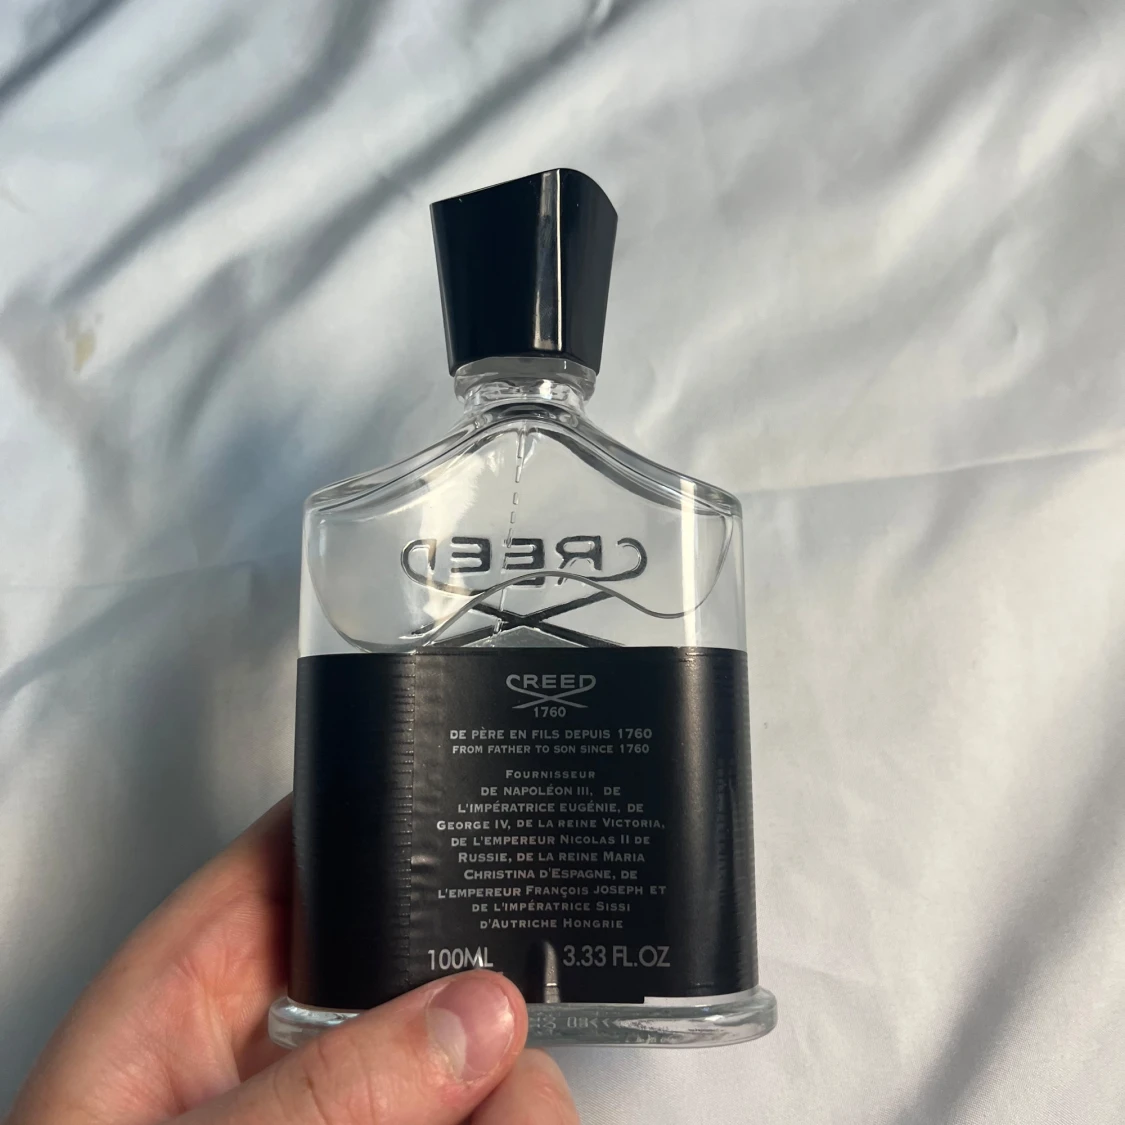 CREED
CREED
1760
DE PÈRE EN FILS DEPUIS 1760
FROM FATHER TO SON SINCE 1760
FOURNISSEUR
DE NAPOLÉON III, DE
L'IMPÉRATRICE EUGÉNIE, DE
GEORGE IV, DE LA REINE VICTORIA,
DE L'EMPEREUR NICOLAS II DE
RUSSIE, DE LA REINE MARIA
CHRISTINA D'ESPAGNE, DE
L'EMPEREUR FRANÇOIS JOSEPH ET
DE L'IMPÉRATRICE SISSI
D'AUTRICHE HONGRIE
100ML 3.33 FL.OZ